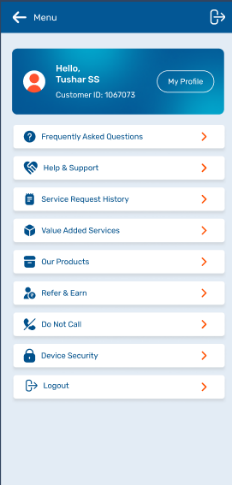 Menu
Hello,
Tushar SS
Customer ID: 1067073
My Profile
Frequently Asked Questions
Help & Support
Service Request History
Value Added Services
Our Products
Refer & Earn
Do Not Call
Device Security
Logout